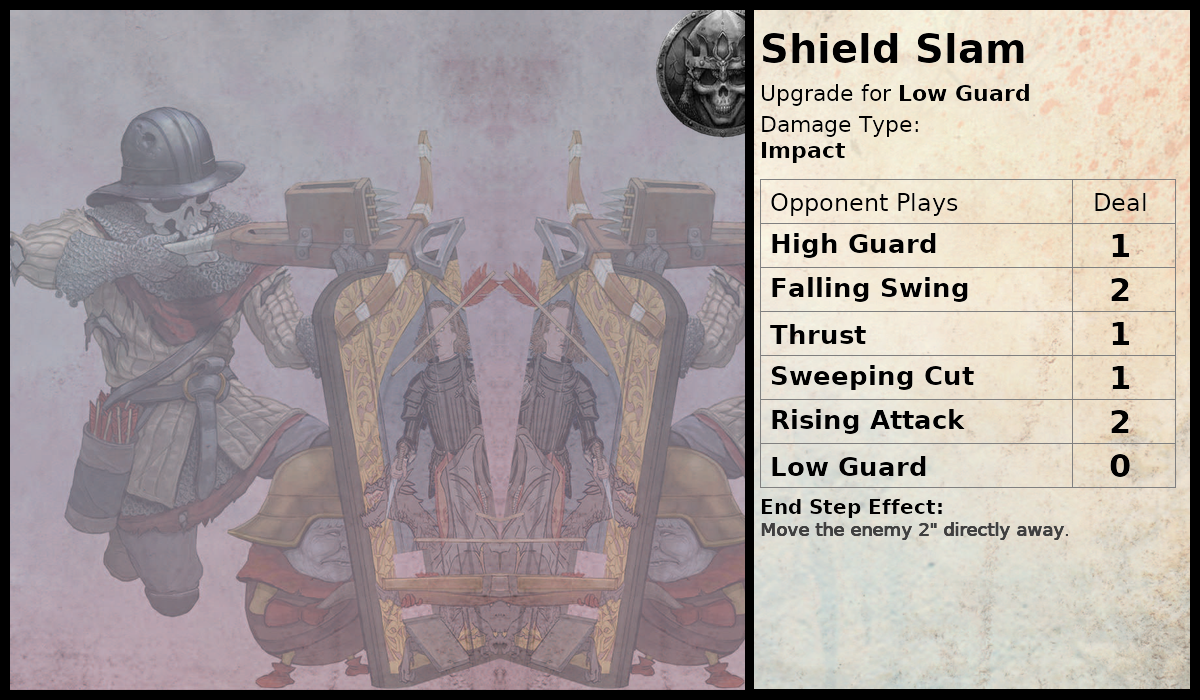 Shield Slam
Upgrade for Low Guard
Damage Type:
Impact
Opponent Plays Deal
High Guard 1
Falling Swing 2
Thrust 1
Sweeping Cut 1
Rising Attack 2
Low Guard 0
End Step Effect:
Move the enemy 2" directly away.